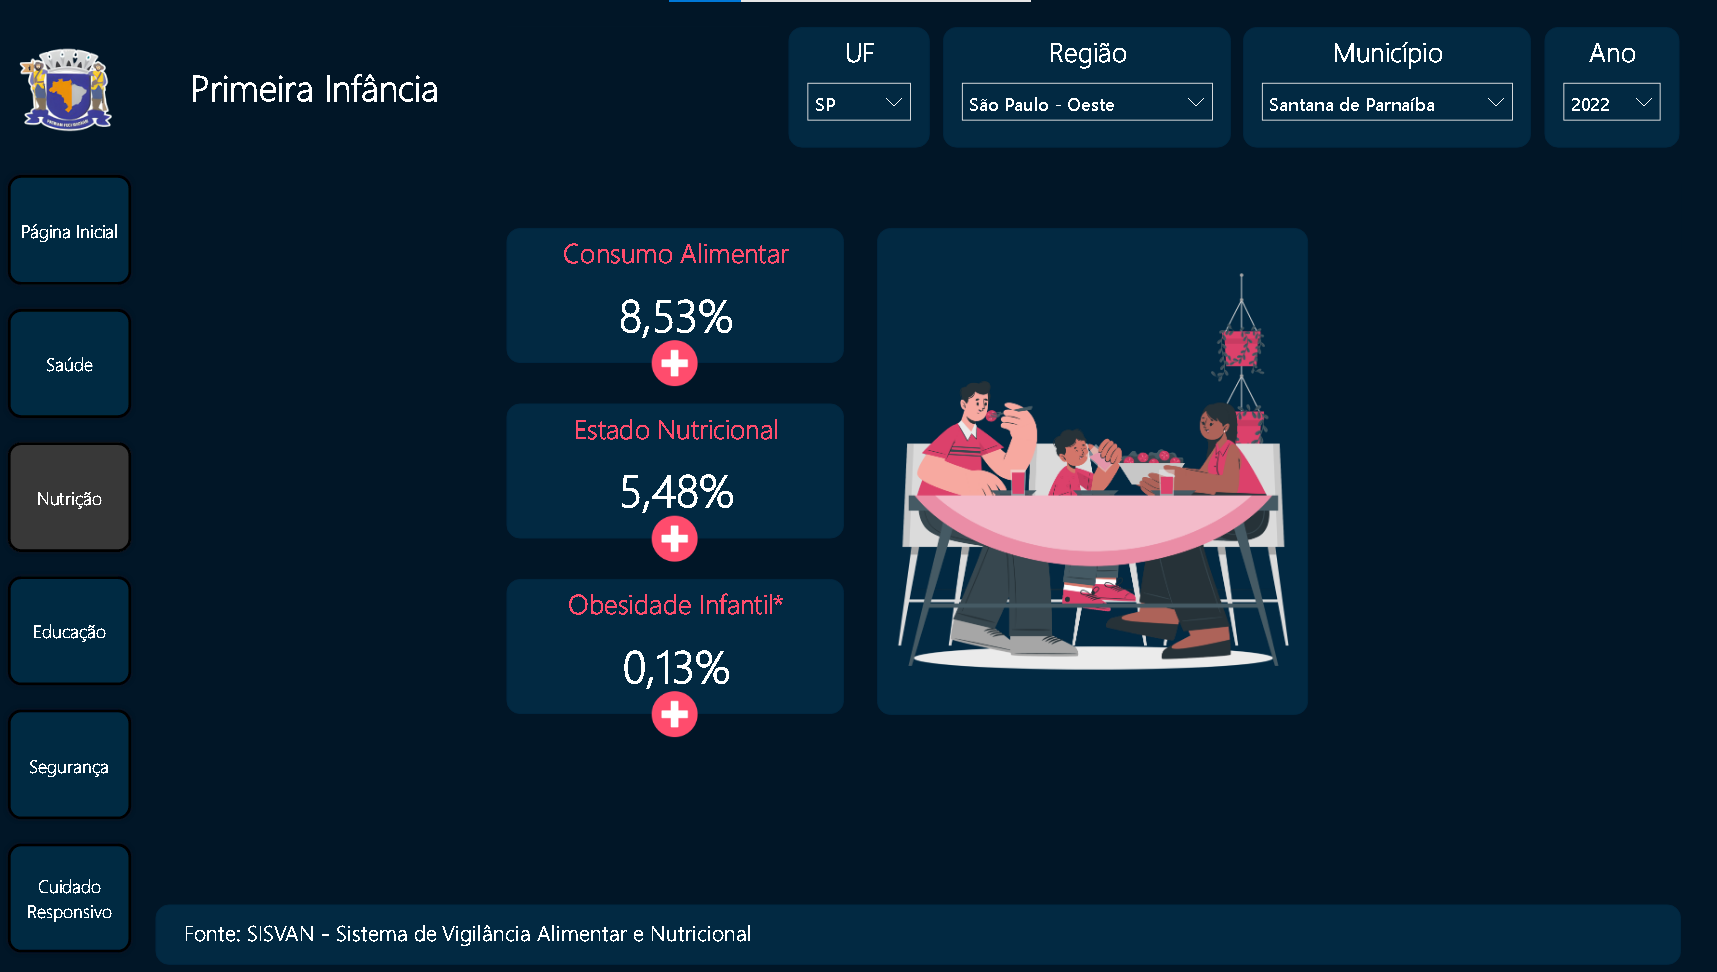 Primeira Infância
UF
SP
Região
São Paulo - Oeste
Município
Santana de Parnaíba
Ano
2022
Página Inicial
Saúde
Nutrição
Educação
Segurança
Cuidado
Responsivo
Consumo Alimentar
8,53%
Estado Nutricional
5,48%
Obesidade Infantil*
0,13%
Fonte: SISVAN - Sistema de Vigilância Alimentar e Nutricional